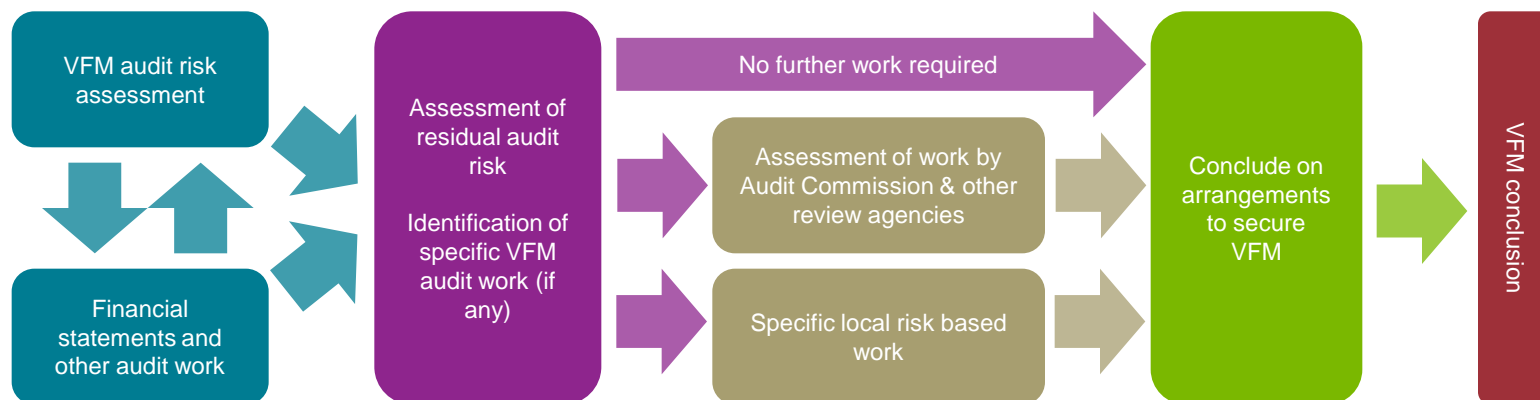 VFM audit risk
assessment
Financial
statements and
other audit work
Assessment of
residual audit
risk
Identification of
specific VFM
audit work (if
any)
No further work required
Assessment of work by
Audit Commission & other
review agencies
Specific local risk based
work
Conclude on
arrangements
to secure
VFM
VFM conclusion